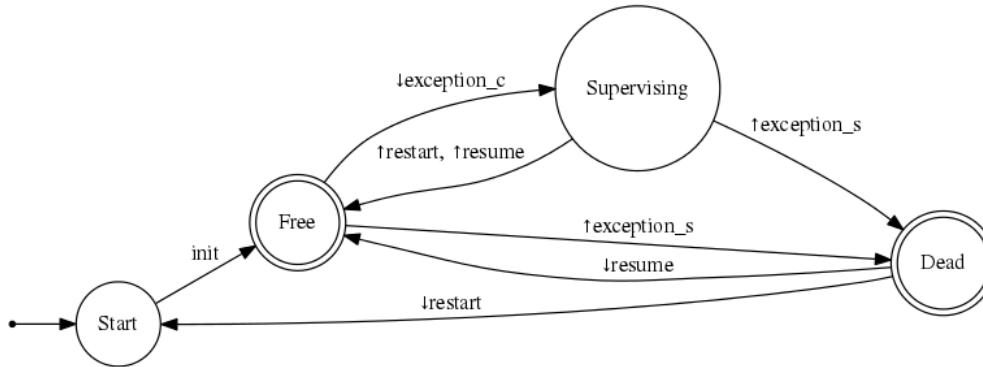 Supervising
↓exception_c
↑exception_s
↑restart, ↑resume
Free
↑exception_s
init
↓resume
Dead
↓restart
Start